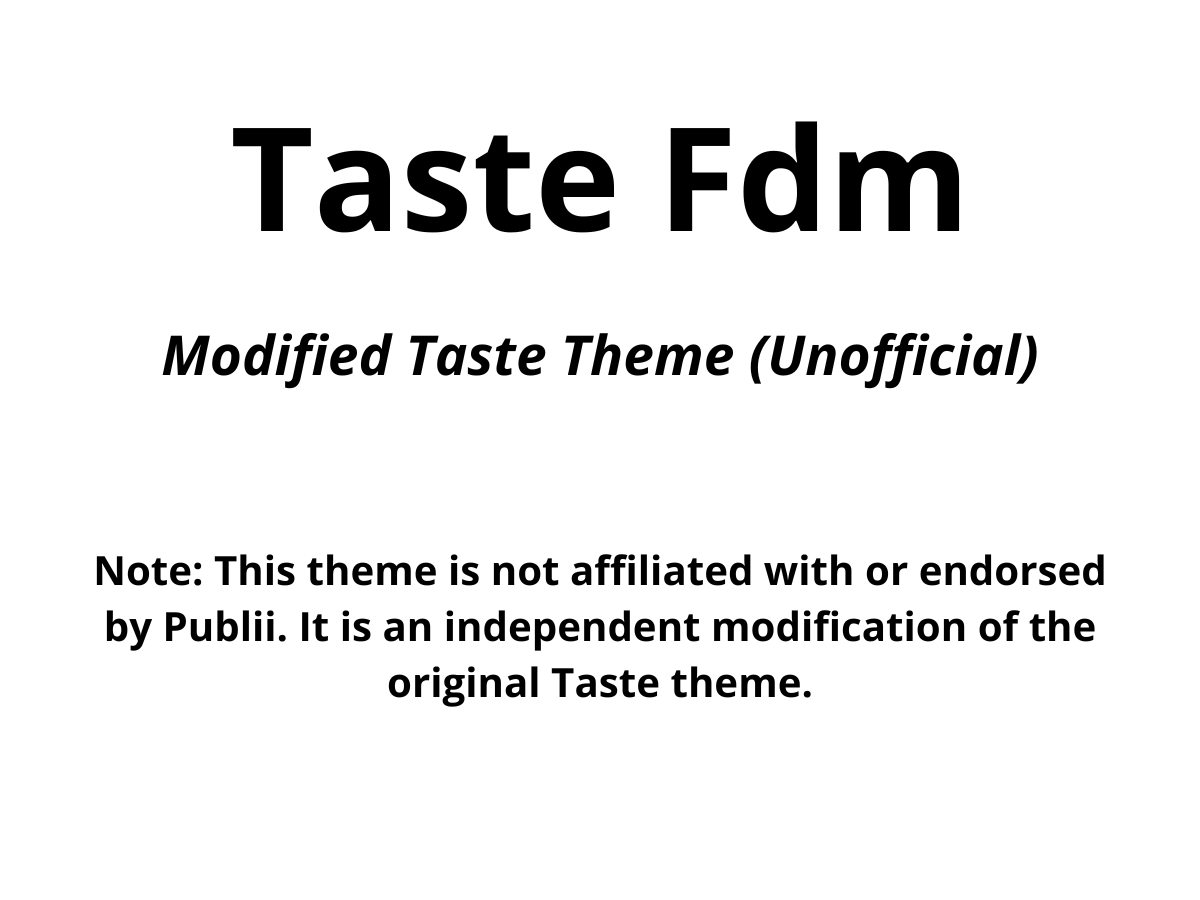 Taste Fdm
Modified Taste Theme (Unofficial)
Note: This theme is not affiliated with or endorsed
by Publii. It is an independent modification of the
original Taste theme.